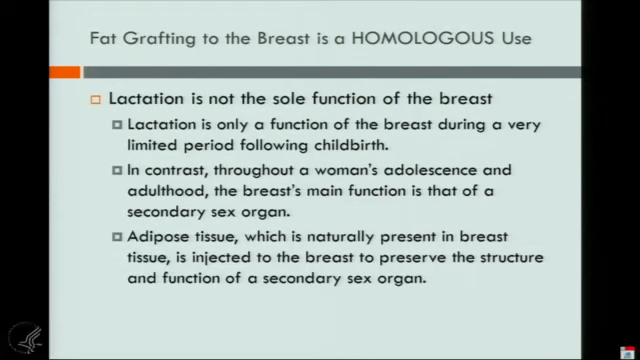 Fat Grafting to the Breast is a HOMOLOGOUS Use
Lactation is not the sole function of the breast
Lactation is only a function of the breast during a very
limited period following childbirth.
In contrast, throughout a woman's adolescence and
adulthood, the breast's main function is that of a
secondary sex organ.
Adipose tissue, which is naturally present in breast
tissue, is injected to the breast to preserve the structure
and function of a secondary sex organ.